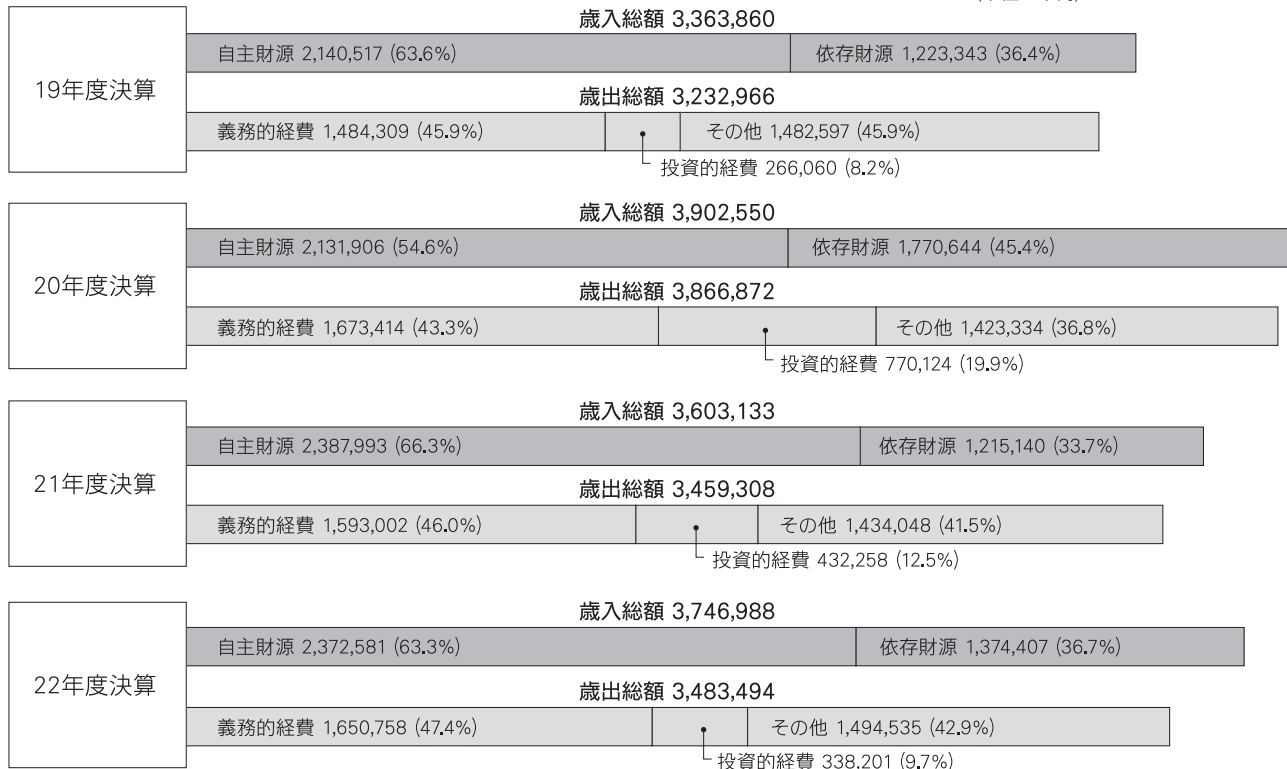 歳入総額 3,363,860
19年度決算
自主財源 2,140,517 (63.6%)
依存財源 1,223,343 (36.4%)
歳出総額 3,232,966
義務的経費 1,484,309 (45.9%)
その他 1,482,597 (45.9%)
投資的経費 266,060 (8.2%)
歳入総額 3,902,550
20年度決算
自主財源 2,131,906 (54.6%)
依存財源 1,770,644 (45.4%)
歳出総額 3,866,872
義務的経費 1,673,414 (43.3%)
その他 1,423,334 (36.8%)
投資的経費 770,124 (19.9%)
歳入総額 3,603,133
21年度決算
自主財源 2,387,993 (66.3%)
依存財源 1,215,140 (33.7%)
歳出総額 3,459,308
義務的経費 1,593,002 (46.0%)
その他 1,434,048 (41.5%)
投資的経費 432,258 (12.5%)
歳入総額 3,746,988
22年度決算
自主財源 2,372,581 (63.3%)
依存財源 1,374,407 (36.7%)
歳出総額 3,483,494
義務的経費 1,650,758 (47.4%)
その他 1,494,535 (42.9%)
投資的経費 338,201 (9.7%)